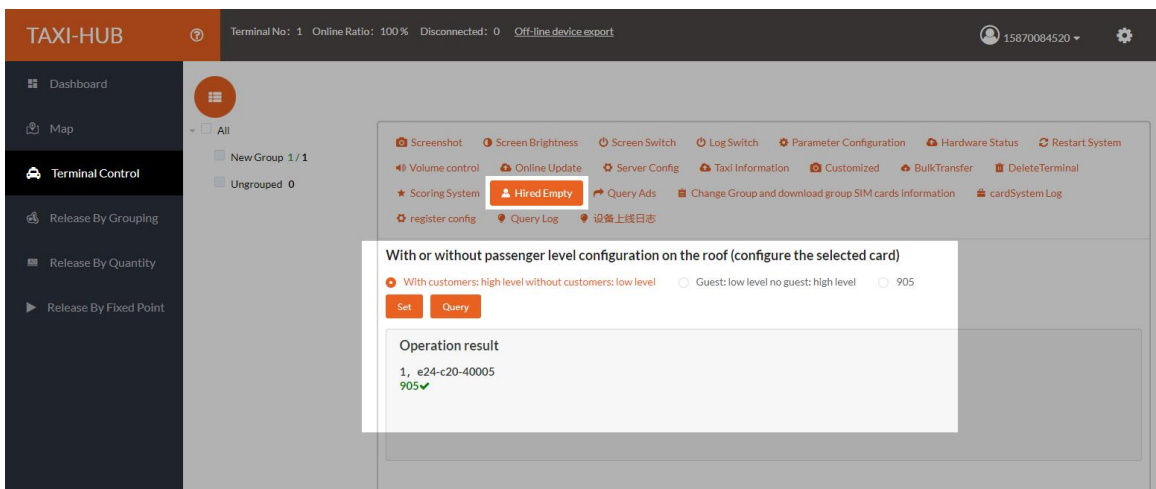 TAXI-HUB
Terminal No: 1 Online Ratio: 100 % Disconnected: 0 Off-line device export
15870084520
Dashboard
Map
Terminal Control
Release By Grouping
Release By Quantity
Release By Fixed Point
All
New Group 1 / 1
Ungrouped 0
Screenshot Screen Brightness Screen Switch Log Switch Parameter Configuration Hardware Status Restart System
Volume control Online Update Server Config Taxi Information Customized BulkTransfer DeleteTerminal
Scoring System Hired Empty Query Ads Change Group and download group SIM cards information cardSystem Log
register config Query Log 设备上线日志
With or without passenger level configuration on the roof (configure the selected card)
With customers: high level without customers: low level Guest: low level no guest: high level 905
Set Query
Operation result
1, e24-c20-40005
905✔